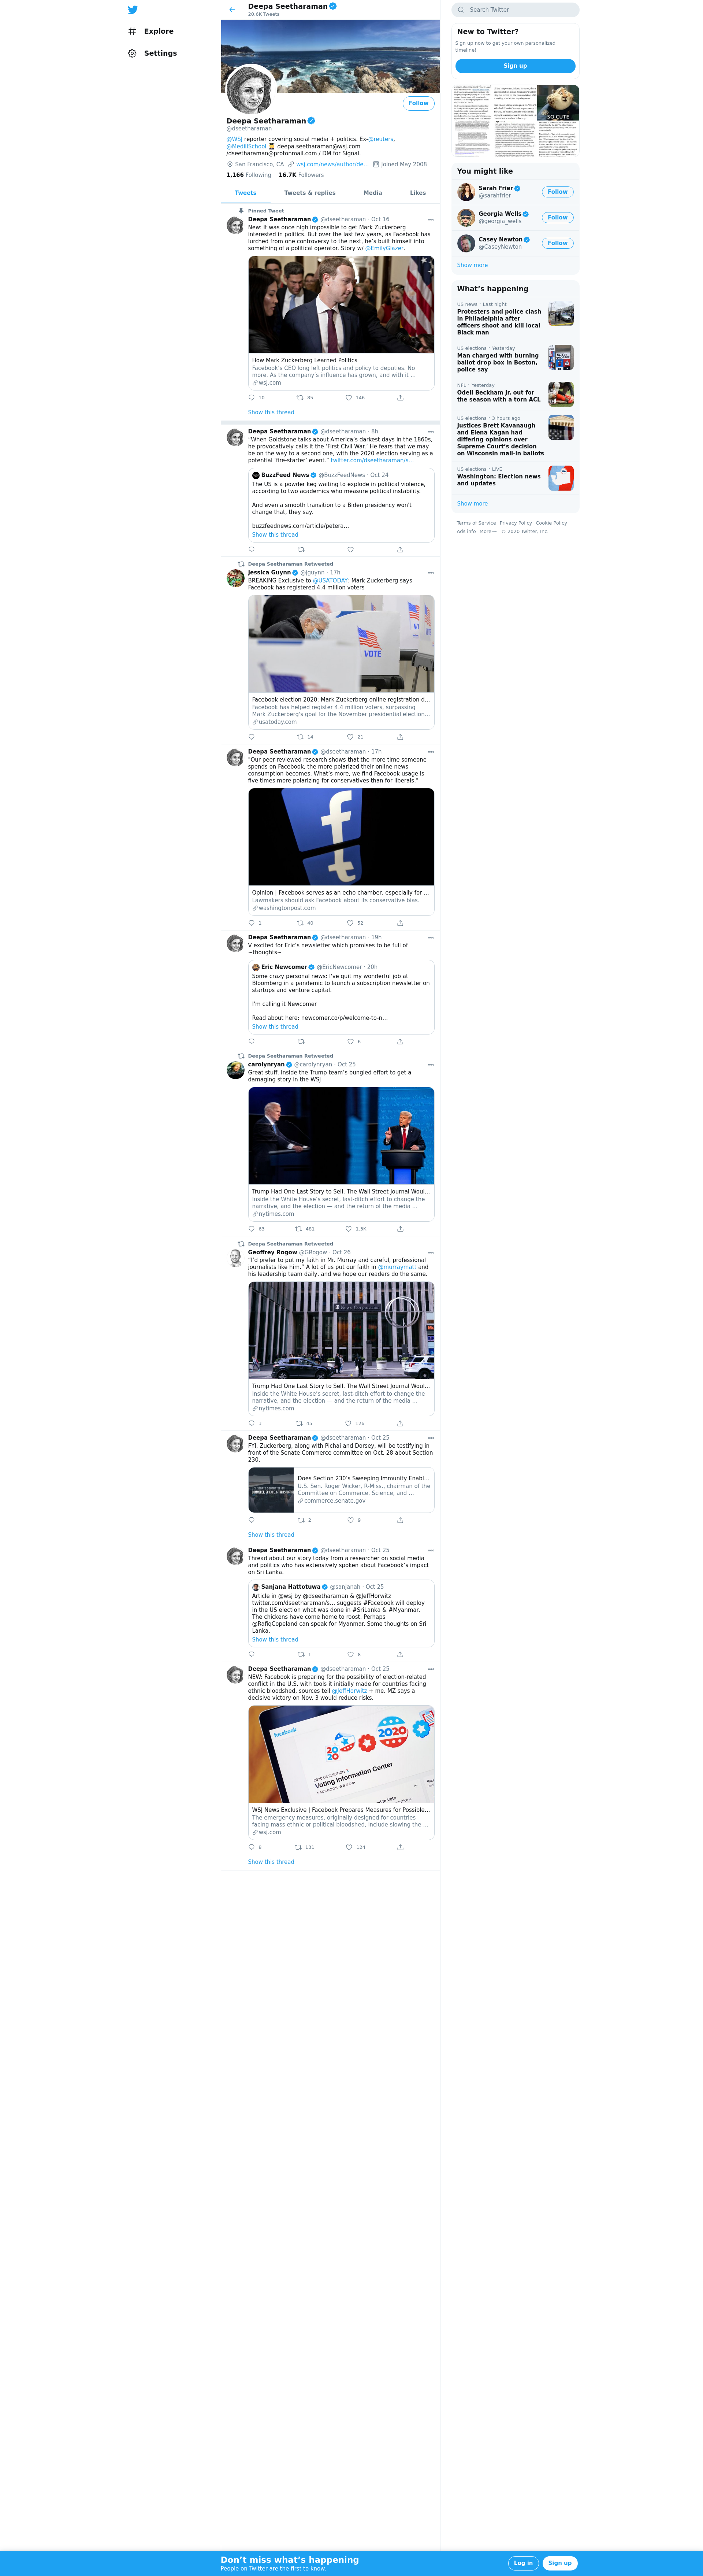 Explore
Settings
Deepa Seetharaman
20.6K Tweets
Follow
Deepa Seetharaman
@dseetharaman
@WSJ reporter covering social media + politics. Ex-@reuters,
@MedillSchool deepa.seetharaman@wsj.com
/dseetharaman@protonmail.com / DM for Signal.
San Francisco, CA wsj.com/news/author/de… Joined May 2008
1,166 Following 16.7K Followers
Tweets Tweets & replies Media Likes
Pinned Tweet
Deepa Seetharaman @dseetharaman · Oct 16
New: It was once nigh impossible to get Mark Zuckerberg
interested in politics. But over the last few years, as Facebook has
lurched from one controversy to the next, he's built himself into
something of a political operator. Story w/ @EmilyGlazer.
How Mark Zuckerberg Learned Politics
Facebook's CEO long left politics and policy to deputies. No
more. As the company's influence has grown, and with it …
wsj.com
10 85 146
Show this thread
Deepa Seetharaman @dseetharaman · 8h
"When Goldstone talks about America's darkest days in the 1860s,
he provocatively calls it the 'First Civil War.' He fears that we may
be on the way to a second one, with the 2020 election serving as a
potential 'fire-starter' event." twitter.com/dseetharaman/s…
BuzzFeed News @BuzzFeedNews · Oct 24
The US is a powder keg waiting to explode in political violence,
according to two academics who measure political instability.
And even a smooth transition to a Biden presidency won't
change that, they say.
buzzfeednews.com/article/petera…
Show this thread
Deepa Seetharaman Retweeted
Jessica Guynn @jguynn · 17h
BREAKING Exclusive to @USATODAY: Mark Zuckerberg says
Facebook has registered 4.4 million voters
VOTE
Facebook election 2020: Mark Zuckerberg online registration d…
Facebook has helped register 4.4 million voters, surpassing
Mark Zuckerberg's goal for the November presidential election…
usatoday.com
14 21
Deepa Seetharaman @dseetharaman · 17h
"Our peer-reviewed research shows that the more time someone
spends on Facebook, the more polarized their online news
consumption becomes. What's more, we find Facebook usage is
five times more polarizing for conservatives than for liberals."
Opinion | Facebook serves as an echo chamber, especially for …
Lawmakers should ask Facebook about its conservative bias.
washingtonpost.com
1 40 52
Deepa Seetharaman @dseetharaman · 19h
V excited for Eric's newsletter which promises to be full of
~thoughts~
Eric Newcomer @EricNewcomer · 20h
Some crazy personal news: I've quit my wonderful job at
Bloomberg in a pandemic to launch a subscription newsletter on
startups and venture capital.
I'm calling it Newcomer
Read about here: newcomer.co/p/welcome-to-n…
Show this thread
6
Deepa Seetharaman Retweeted
carolynryan @carolynryan · Oct 25
Great stuff. Inside the Trump team's bungled effort to get a
damaging story in the WSJ
Trump Had One Last Story to Sell. The Wall Street Journal Woul…
Inside the White House's secret, last-ditch effort to change the
narrative, and the election — and the return of the media …
nytimes.com
63 481 1.3K
Deepa Seetharaman Retweeted
Geoffrey Rogow @GRogow · Oct 26
"I'd prefer to put my faith in Mr. Murray and careful, professional
journalists like him." A lot of us put our faith in @murraymatt and
his leadership team daily, and we hope our readers do the same.
Trump Had One Last Story to Sell. The Wall Street Journal Woul…
Inside the White House's secret, last-ditch effort to change the
narrative, and the election — and the return of the media …
nytimes.com
3 45 126
Deepa Seetharaman @dseetharaman · Oct 25
FYI, Zuckerberg, along with Pichai and Dorsey, will be testifying in
front of the Senate Commerce committee on Oct. 28 about Section
230.
Does Section 230's Sweeping Immunity Enabl…
U.S. Sen. Roger Wicker, R-Miss., chairman of the
Committee on Commerce, Science, and …
commerce.senate.gov
2 9
Show this thread
Deepa Seetharaman @dseetharaman · Oct 25
Thread about our story today from a researcher on social media
and politics who has extensively spoken about Facebook's impact
on Sri Lanka.
Sanjana Hattotuwa @sanjanah · Oct 25
Article in @wsj by @dseetharaman & @JeffHorwitz
twitter.com/dseetharaman/s… suggests #Facebook will deploy
in the US election what was done in #SriLanka & #Myanmar.
The chickens have come home to roost. Perhaps
@RafiqCopeland can speak for Myanmar. Some thoughts on Sri
Lanka.
Show this thread
1 8
Deepa Seetharaman @dseetharaman · Oct 25
NEW: Facebook is preparing for the possibility of election-related
conflict in the U.S. with tools it initially made for countries facing
ethnic bloodshed, sources tell @JeffHorwitz + me. MZ says a
decisive victory on Nov. 3 would reduce risks.
facebook
2020
2020
Voting Information Center
WSJ News Exclusive | Facebook Prepares Measures for Possible…
The emergency measures, originally designed for countries
facing mass ethnic or political bloodshed, include slowing the …
wsj.com
8 131 124
Show this thread
Search Twitter
New to Twitter?
Sign up now to get your own personalized
timeline!
Sign up
SO CUTE
You might like
Sarah Frier
@sarahfrier
Follow
Georgia Wells
@georgia_wells
Follow
Casey Newton
@CaseyNewton
Follow
Show more
What's happening
US news · Last night
Protesters and police clash
in Philadelphia after
officers shoot and kill local
Black man
US elections · Yesterday
Man charged with burning
ballot drop box in Boston,
police say
NFL · Yesterday
Odell Beckham Jr. out for
the season with a torn ACL
US elections · 3 hours ago
Justices Brett Kavanaugh
and Elena Kagan had
differing opinions over
Supreme Court's decision
on Wisconsin mail-in ballots
US elections · LIVE
Washington: Election news
and updates
Show more
Terms of Service Privacy Policy Cookie Policy
Ads info More © 2020 Twitter, Inc.
Don't miss what's happening
People on Twitter are the first to know.
Log in Sign up